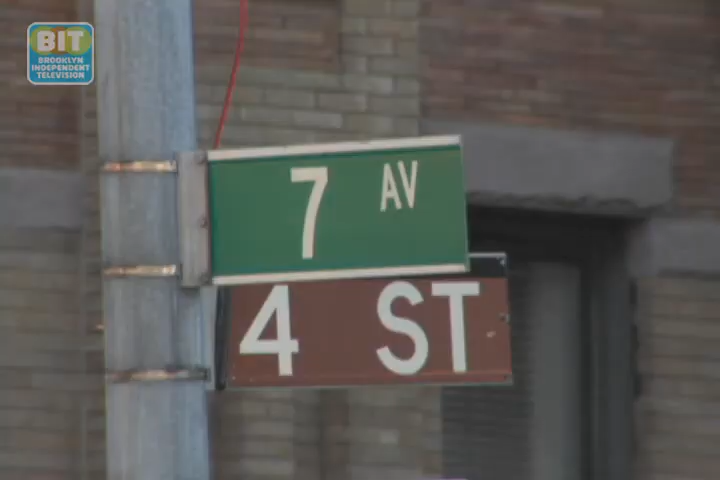 BIT
BROOKLYN
INDEPENDENT
TELEVISION
7 AV
4 ST